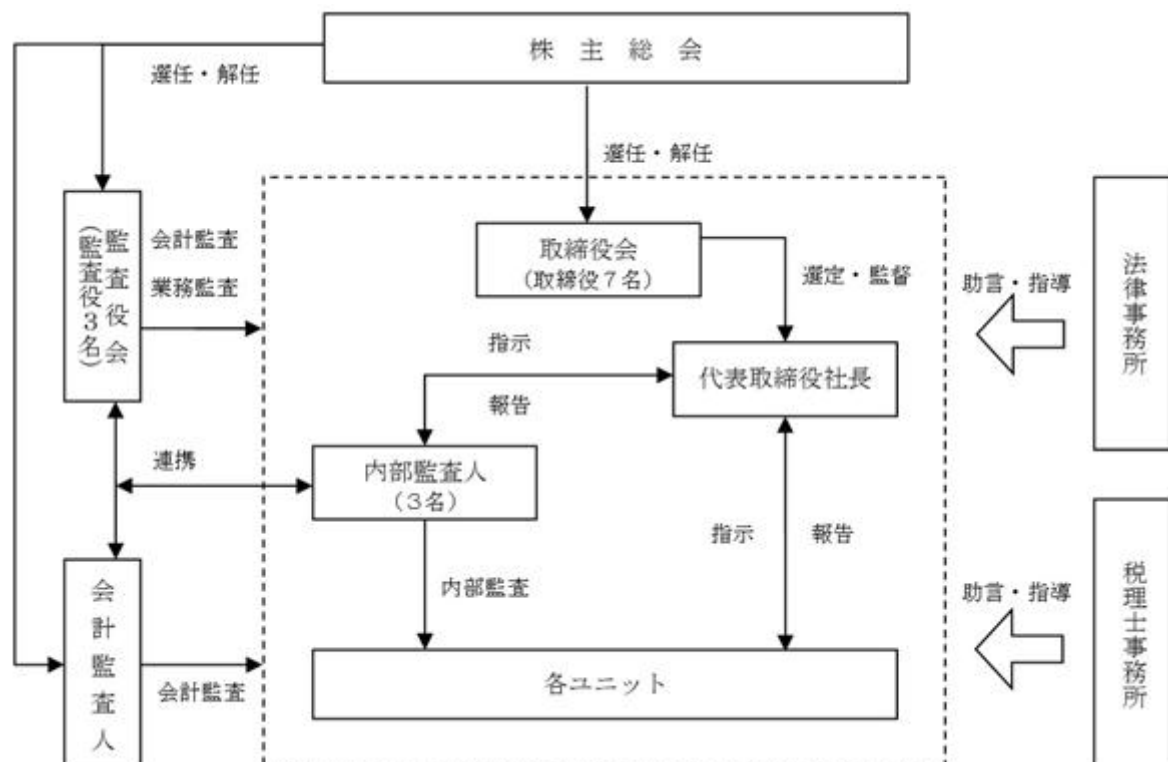 株主総会
選任・解任
選任・解任
監査役会
(監査役3名)
会計監査
業務監査
取締役会
(取締役7名)
選定・監督
助言・指導
法律事務所
指示
代表取締役社長
報告
連携
内部監査人
(3名)
指示
報告
内部監査
助言・指導
税理士事務所
会計監査人
会計監査
各ユニット